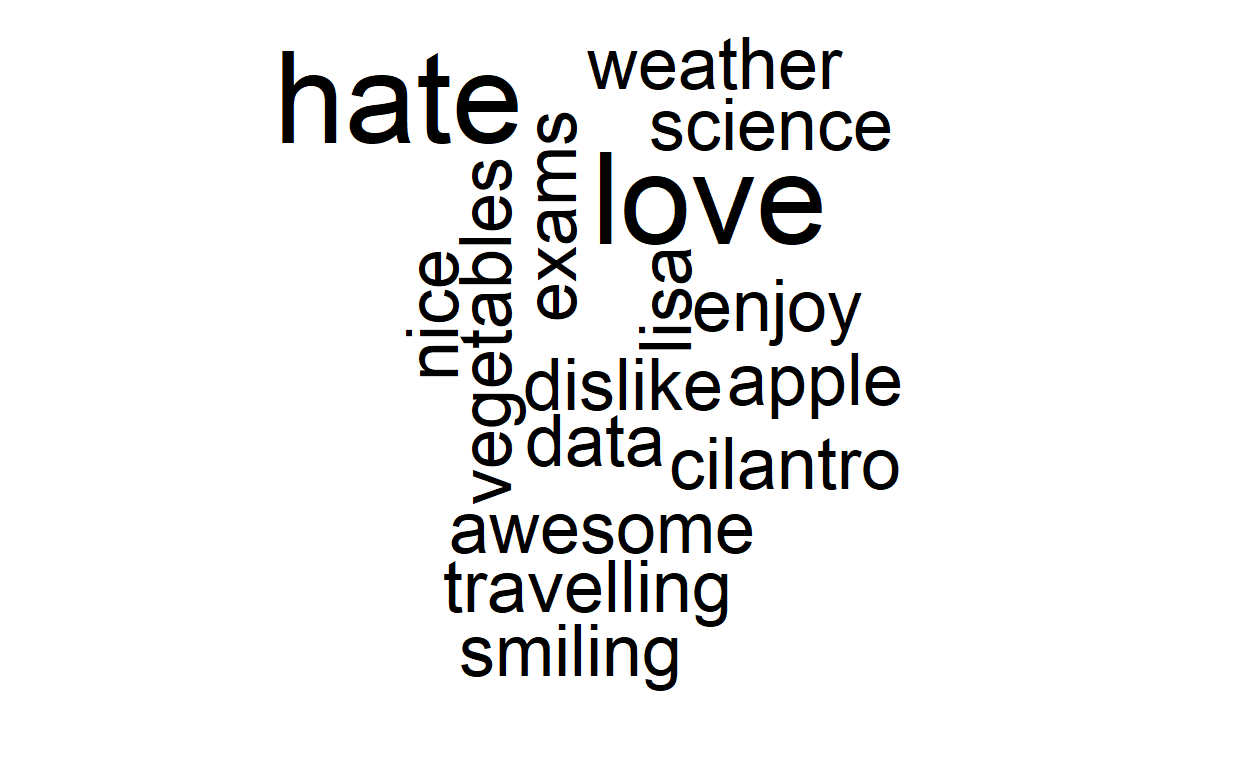 hate
weather
science
exams
love
vegetables
nice
lisa
enjoy
dislike
apple
data
cilantro
awesome
travelling
smiling